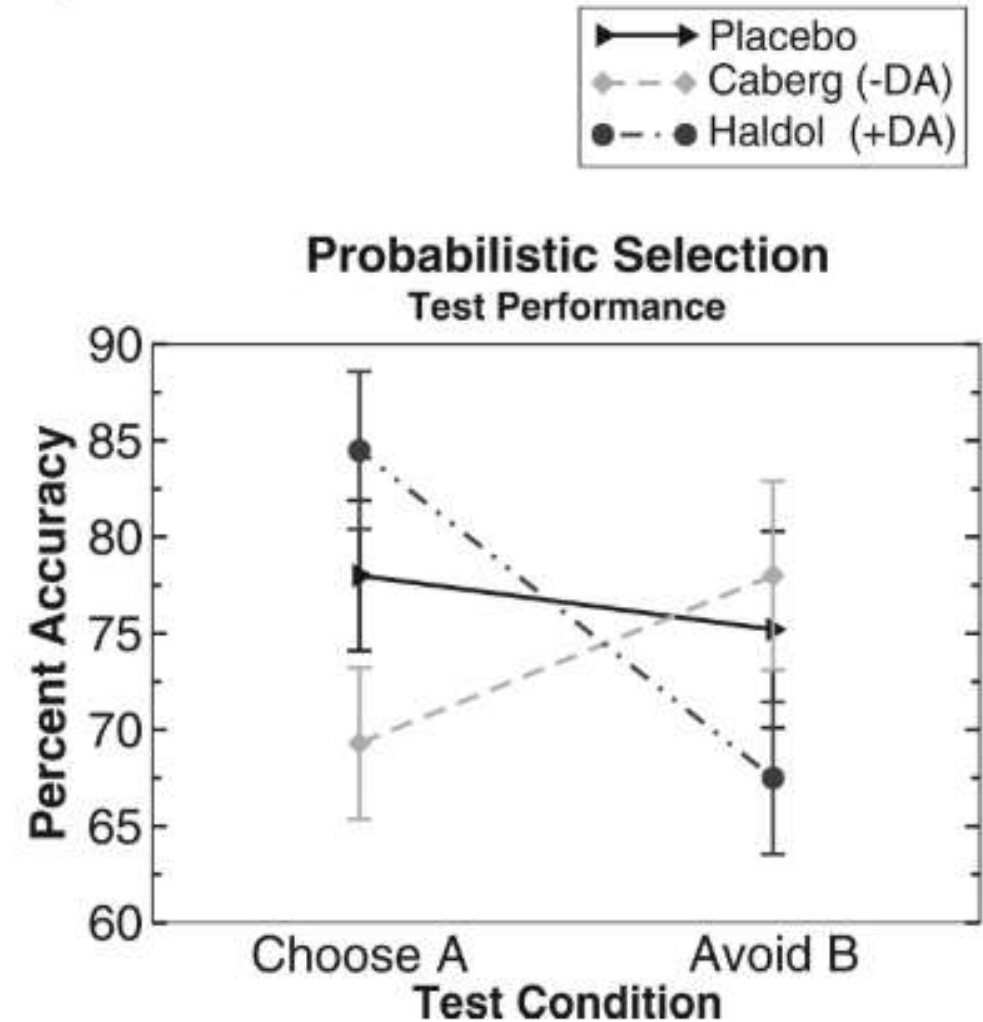 Placebo
Caberg (-DA)
Haldol (+DA)
Probabilistic Selection
Test Performance
90
85
80
75
70
65
60
Percent Accuracy
Choose A Avoid B
Test Condition